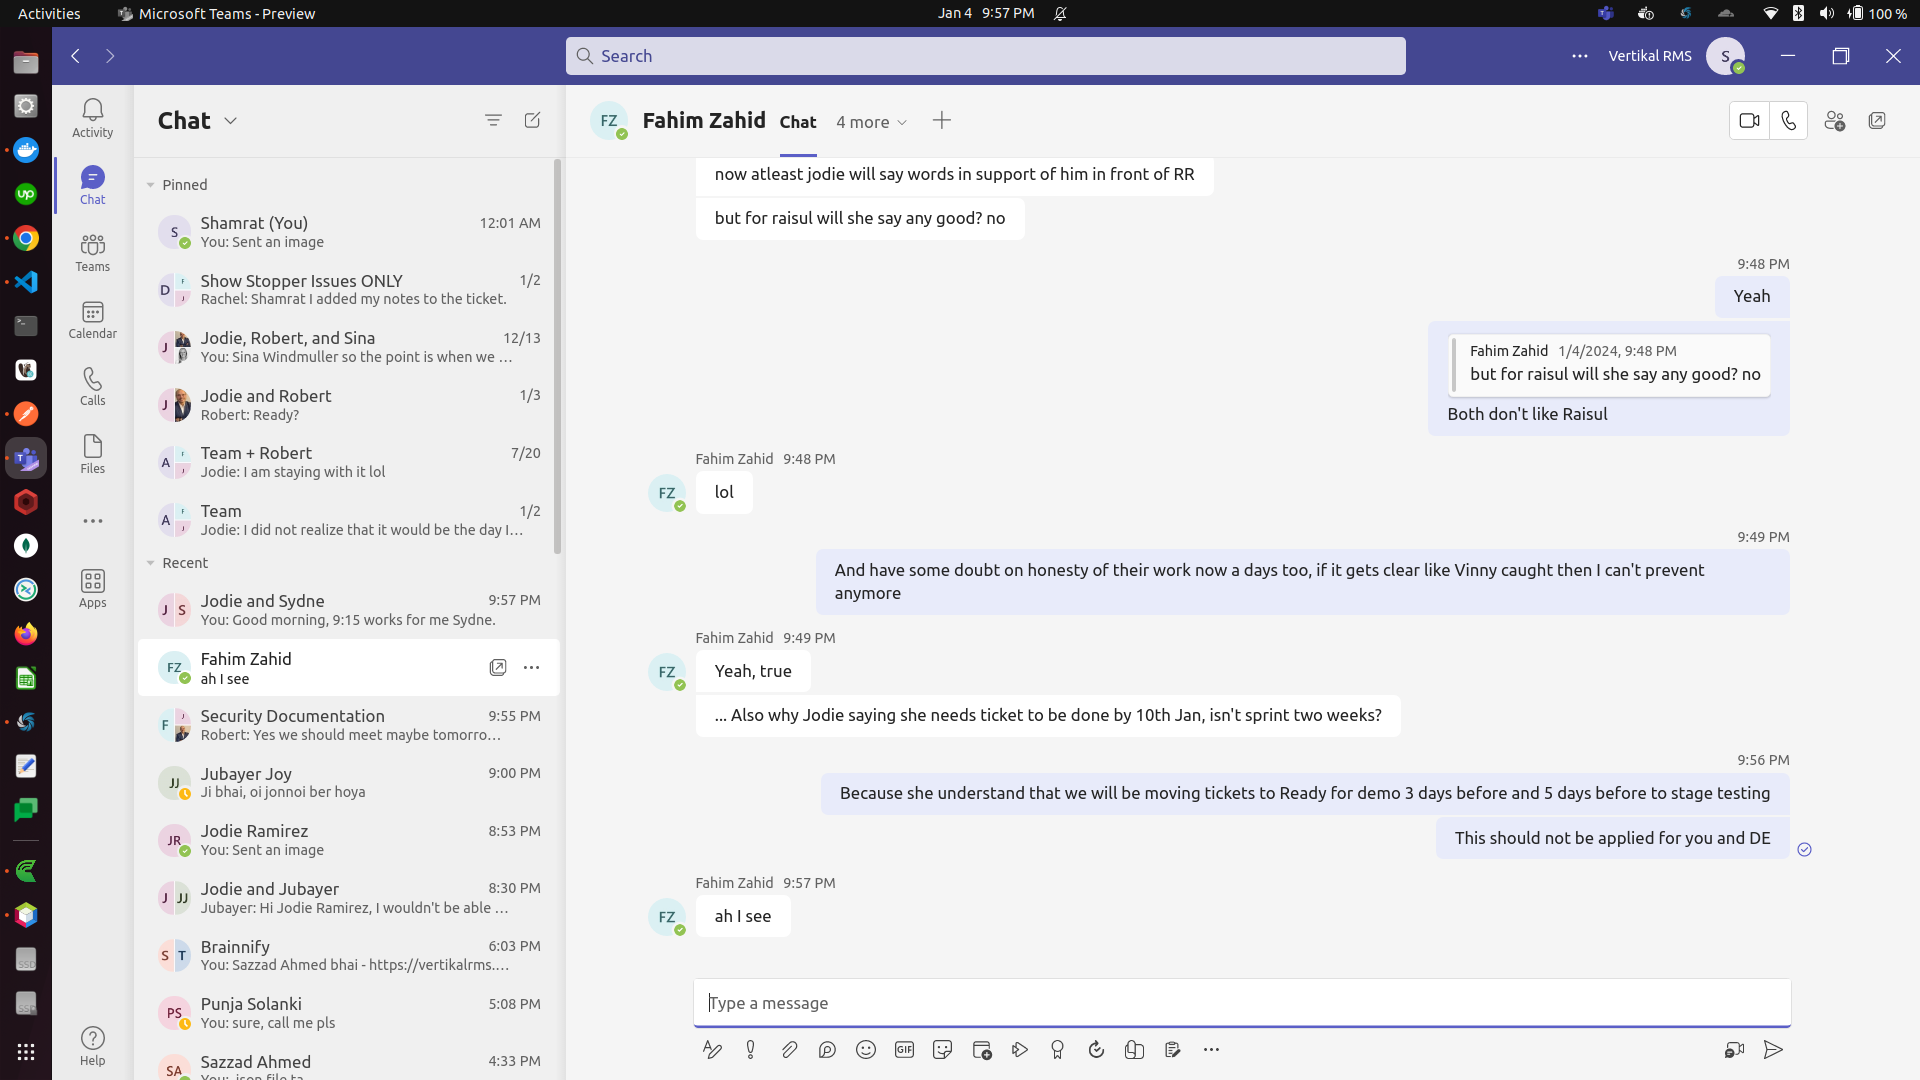 Activities
Microsoft Teams - Preview
Jan 4 9:57 PM
100 %
Search
Vertikal RMS
S
Activity
Chat
Teams
Calendar
Calls
Files
Apps
Help
Chat
Pinned
S
Shamrat (You)
12:01 AM
You: Sent an image
D
F
J
Show Stopper Issues ONLY
1/2
Rachel: Shamrat I added my notes to the ticket.
J
Jodie, Robert, and Sina
12/13
You: Sina Windmuller so the point is when we ...
J
Jodie and Robert
1/3
Robert: Ready?
A
F
J
Team + Robert
7/20
Jodie: I am staying with it lol
A
F
J
Team
1/2
Jodie: I did not realize that it would be the day I...
Recent
J S
Jodie and Sydne
9:57 PM
You: Good morning, 9:15 works for me Sydne.
FZ
Fahim Zahid
ah I see
F
J
Security Documentation
9:55 PM
Robert: Yes we should meet maybe tomorro...
JJ
Jubayer Joy
9:00 PM
Ji bhai, oi jonnoi ber hoya
JR
Jodie Ramirez
8:53 PM
You: Sent an image
J JJ
Jodie and Jubayer
8:30 PM
Jubayer: Hi Jodie Ramirez, I wouldn't be able ...
S T
Brainnify
6:03 PM
You: Sazzad Ahmed bhai - https://vertikalrms....
PS
Punja Solanki
5:08 PM
You: sure, call me pls
SA
Sazzad Ahmed
4:33 PM
You: .json file ta
FZ
Fahim Zahid
Chat
4 more
now atleast jodie will say words in support of him in front of RR
but for raisul will she say any good? no
9:48 PM
Yeah
Fahim Zahid 1/4/2024, 9:48 PM
but for raisul will she say any good? no
Both don't like Raisul
Fahim Zahid 9:48 PM
FZ
lol
9:49 PM
And have some doubt on honesty of their work now a days too, if it gets clear like Vinny caught then I can't prevent
anymore
Fahim Zahid 9:49 PM
FZ
Yeah, true
... Also why Jodie saying she needs ticket to be done by 10th Jan, isn't sprint two weeks?
9:56 PM
Because she understand that we will be moving tickets to Ready for demo 3 days before and 5 days before to stage testing
This should not be applied for you and DE
Fahim Zahid 9:57 PM
FZ
ah I see
Type a message
GIF